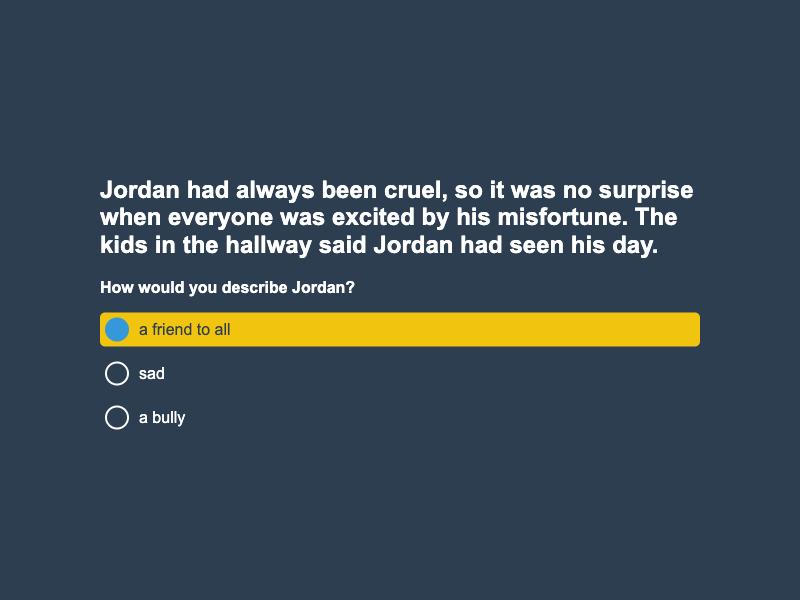 Jordan had always been cruel, so it was no surprise
when everyone was excited by his misfortune. The
kids in the hallway said Jordan had seen his day.
How would you describe Jordan?
a friend to all
sad
a bully